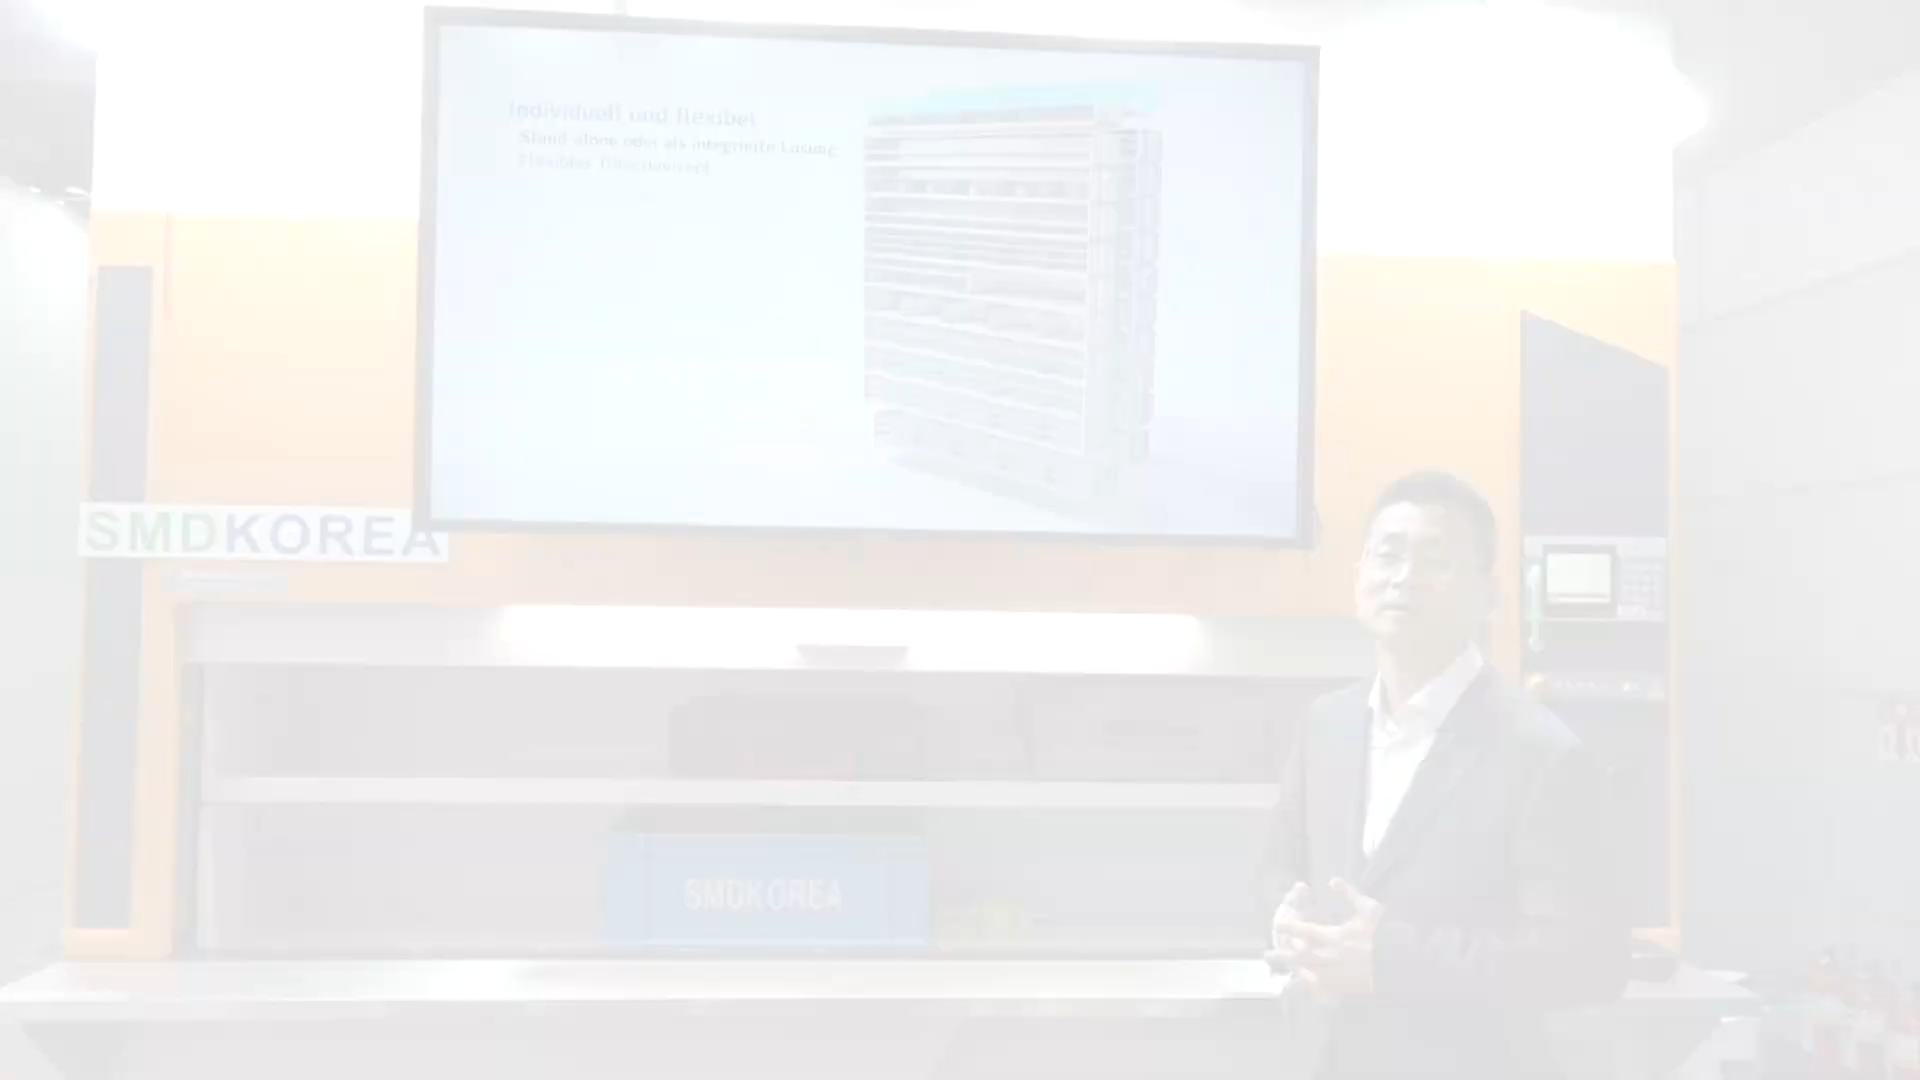 Individuell und flexibel
Stand-alone oder als integrierte Lösung
SMDKOREA
SMDKOREA